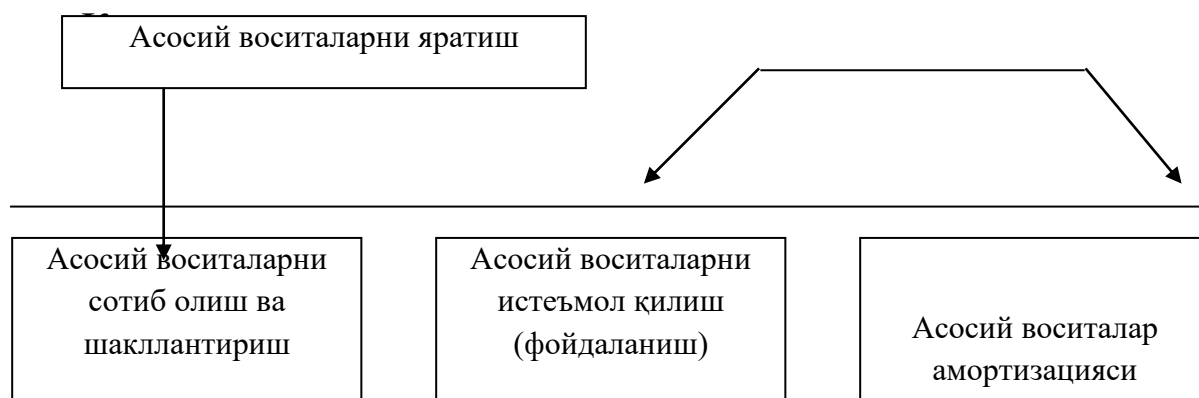 Асосий воситаларни яратиш
Асосий воситаларни
сотиб олиш ва
шакллантириш
Асосий воситаларни
истеъмол қилиш
(фойдаланиш)
Асосий воситалар
амортизацияси